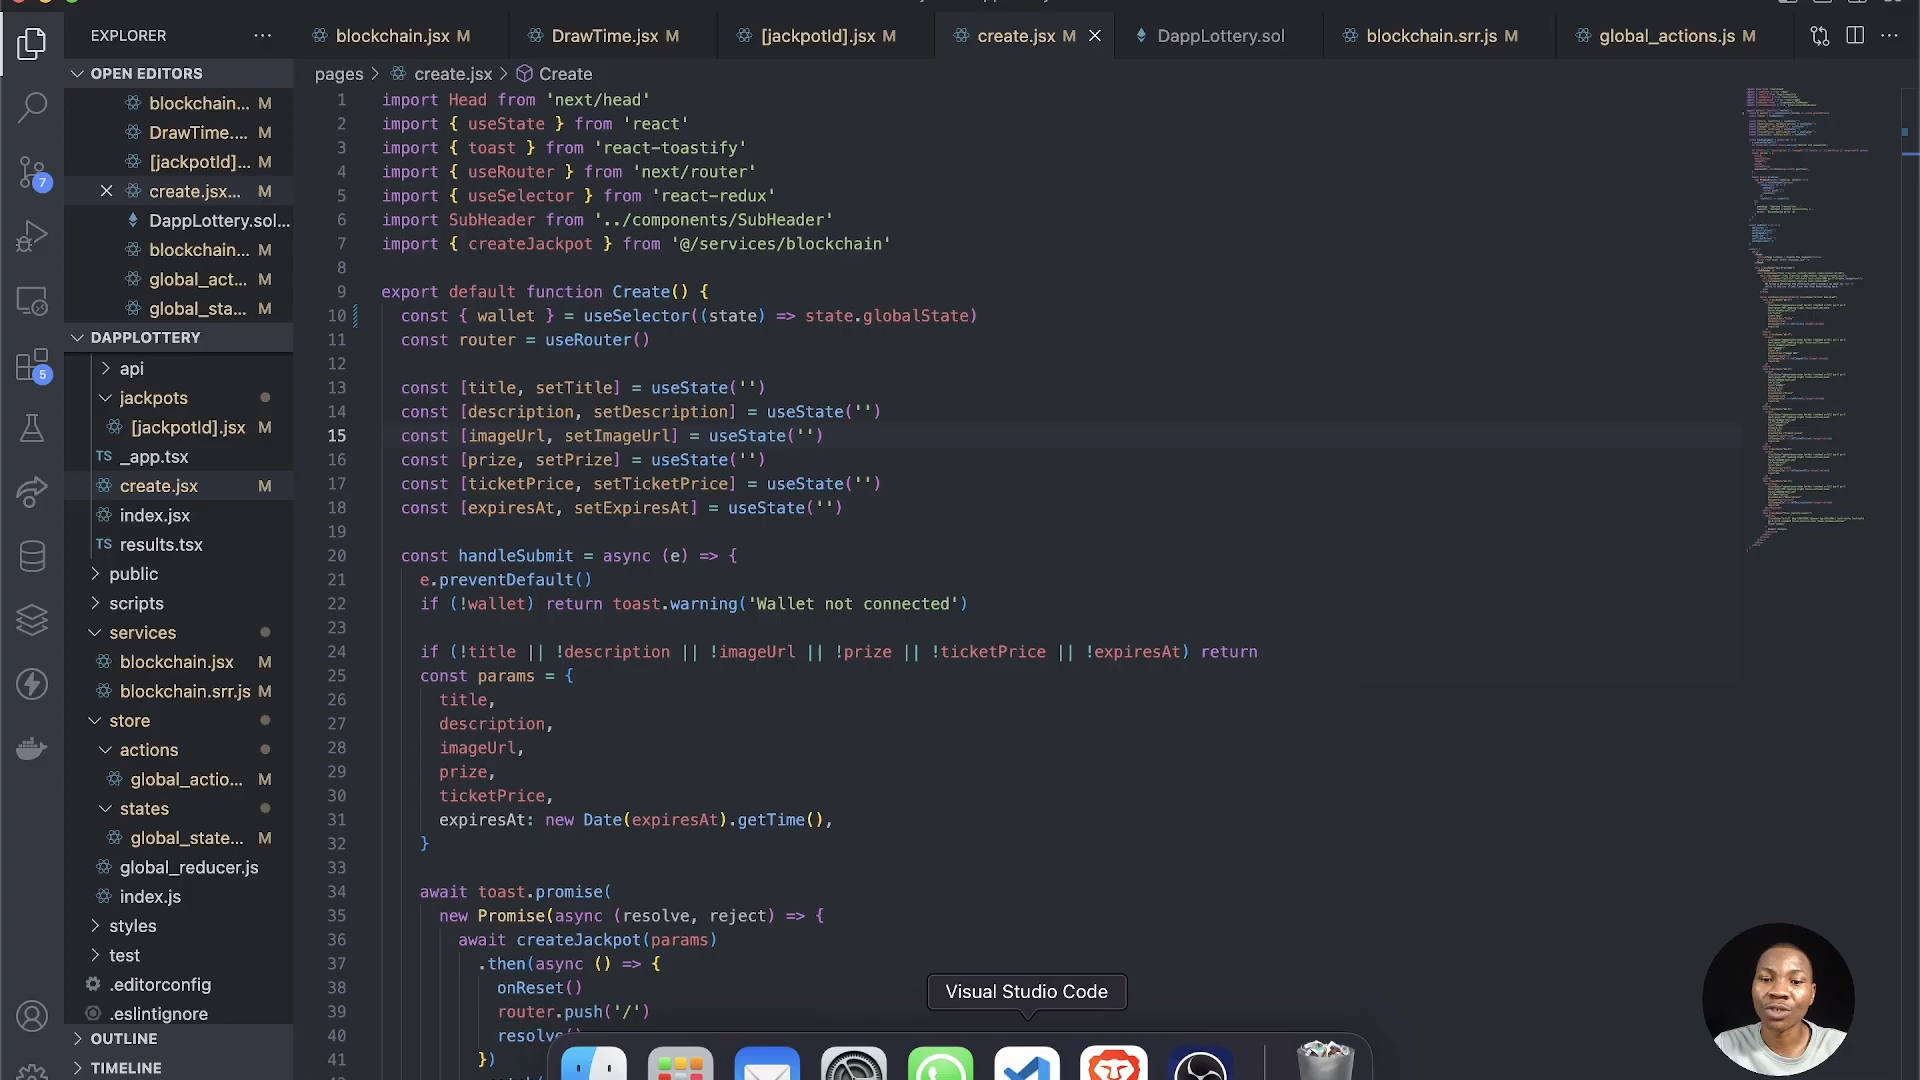 EXPLORER
blockchain.jsx M
DrawTime.jsx M
[jackpotId].jsx M
create.jsx M
DappLottery.sol
blockchain.srr.js M
global_actions.js M
OPEN EDITORS
blockchain... M
DrawTime.... M
[jackpotId]... M
create.jsx... M
DappLottery.sol...
blockchain... M
global_act... M
global_sta... M
DAPPLOTTERY
api
jackpots
[jackpotId].jsx M
TS _app.tsx
create.jsx M
index.jsx
TS results.tsx
public
scripts
services
blockchain.jsx M
blockchain.srr.js M
store
actions
global_actio... M
states
global_state... M
global_reducer.js
index.js
styles
test
.editorconfig
.eslintignore
OUTLINE
TIMELINE
7
5
pages > create.jsx > Create
1 import Head from 'next/head'
2 import { useState } from 'react'
3 import { toast } from 'react-toastify'
4 import { useRouter } from 'next/router'
5 import { useSelector } from 'react-redux'
6 import SubHeader from '../components/SubHeader'
7 import { createJackpot } from '@/services/blockchain'
8
9 export default function Create() {
10 const { wallet } = useSelector((state) => state.globalState)
11 const router = useRouter()
12
13 const [title, setTitle] = useState('')
14 const [description, setDescription] = useState('')
15 const [imageUrl, setImageUrl] = useState('')
16 const [prize, setPrize] = useState('')
17 const [ticketPrice, setTicketPrice] = useState('')
18 const [expiresAt, setExpiresAt] = useState('')
19
20 const handleSubmit = async (e) => {
21 e.preventDefault()
22 if (!wallet) return toast.warning('Wallet not connected')
23
24 if (!title || !description || !imageUrl || !prize || !ticketPrice || !expiresAt) return
25 const params = {
26 title,
27 description,
28 imageUrl,
29 prize,
30 ticketPrice,
31 expiresAt: new Date(expiresAt).getTime(),
32 }
33
34 await toast.promise(
35 new Promise(async (resolve, reject) => {
36 await createJackpot(params)
37 .then(async () => {
38 onReset()
39 router.push('/')
40 resolve()
41 })
Visual Studio Code